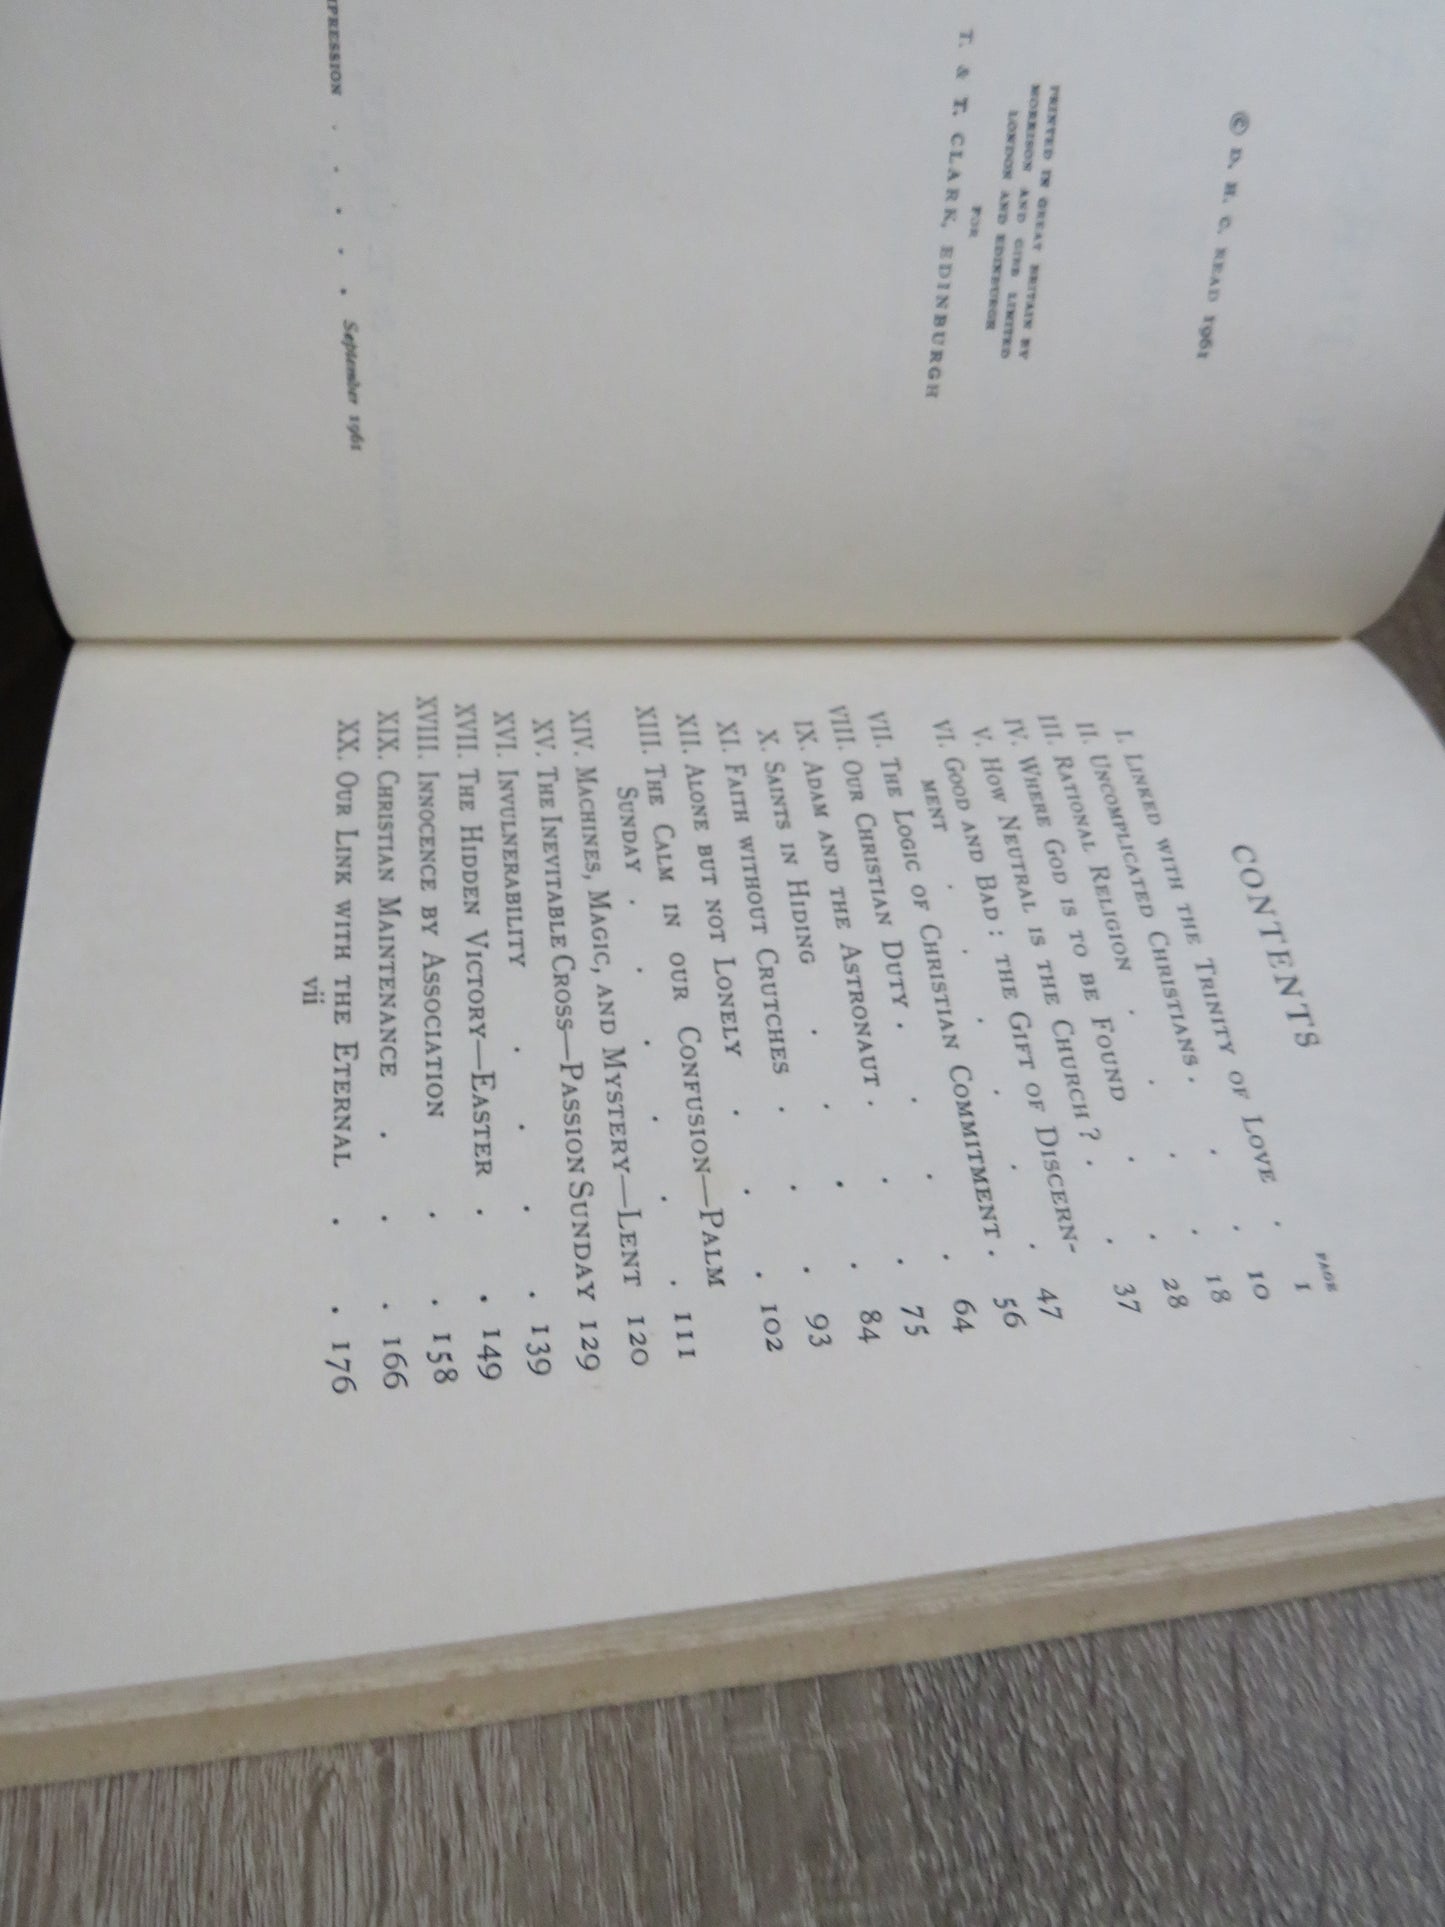 © D. H. C. READ 1961
PRINTED IN GREAT BRITAIN BY
MORRISON AND GIBB LIMITED
LONDON AND EDINBURGH
FOR
T. & T. CLARK, EDINBURGH
PRESSION . . . . . September 1961
CONTENTS
PAGE
I. LINKED WITH THE TRINITY OF LOVE . 1
II. UNCOMPLICATED CHRISTIANS . . . 10
III. RATIONAL RELIGION . . . . 18
IV. WHERE GOD IS TO BE FOUND . . 28
V. HOW NEUTRAL IS THE CHURCH? . . 37
VI. GOOD AND BAD: THE GIFT OF DISCERN-
MENT . . . . . . 47
VII. THE LOGIC OF CHRISTIAN COMMITMENT . 56
VIII. OUR CHRISTIAN DUTY . . . . 64
IX. ADAM AND THE ASTRONAUT . . . 75
X. SAINTS IN HIDING . . . . 84
XI. FAITH WITHOUT CRUTCHES . . . 93
XII. ALONE BUT NOT LONELY . . . 102
XIII. THE CALM IN OUR CONFUSION—PALM
SUNDAY . . . . . . 111
XIV. MACHINES, MAGIC, AND MYSTERY—LENT 120
XV. THE INEVITABLE CROSS—PASSION SUNDAY 129
XVI. INVULNERABILITY . . . . 139
XVII. THE HIDDEN VICTORY—EASTER . . 149
XVIII. INNOCENCE BY ASSOCIATION . . 158
XIX. CHRISTIAN MAINTENANCE . . . 166
XX. OUR LINK WITH THE ETERNAL . . 176
vii